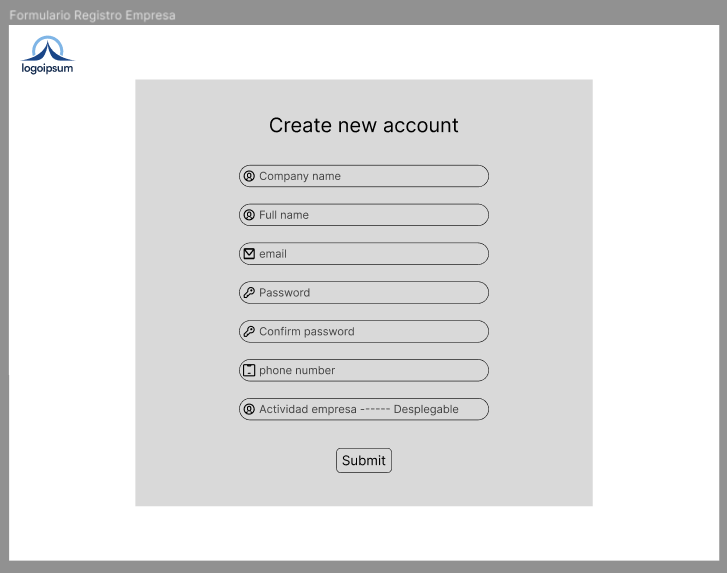 Formulario Registro Empresa
logoipsum
Create new account
Company name
Full name
email
Password
Confirm password
phone number
Actividad empresa ------ Desplegable
Submit